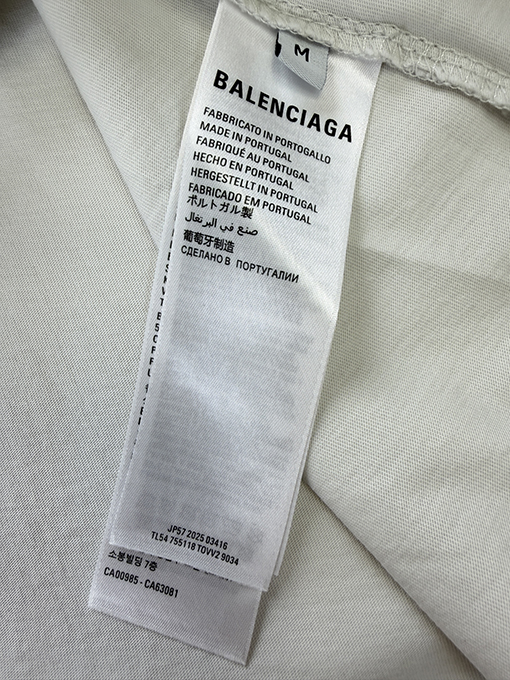 M
BALENCIAGA
FABBRICATO IN PORTOGALLO
MADE IN PORTUGAL
FABRIQUÉ AU PORTUGAL
HECHO EN PORTUGAL
HERGESTELLT IN PORTUGAL
FABRICADO EM PORTUGAL
ポルトガル製
صنع في البرتغال
葡萄牙制造
СДЕЛАНО В ПОРТУГАЛИИ
JP57 2025 03416
TL54 755118 TOVV2 9034
소봉빌딩 7층
CA00985 - CA63081